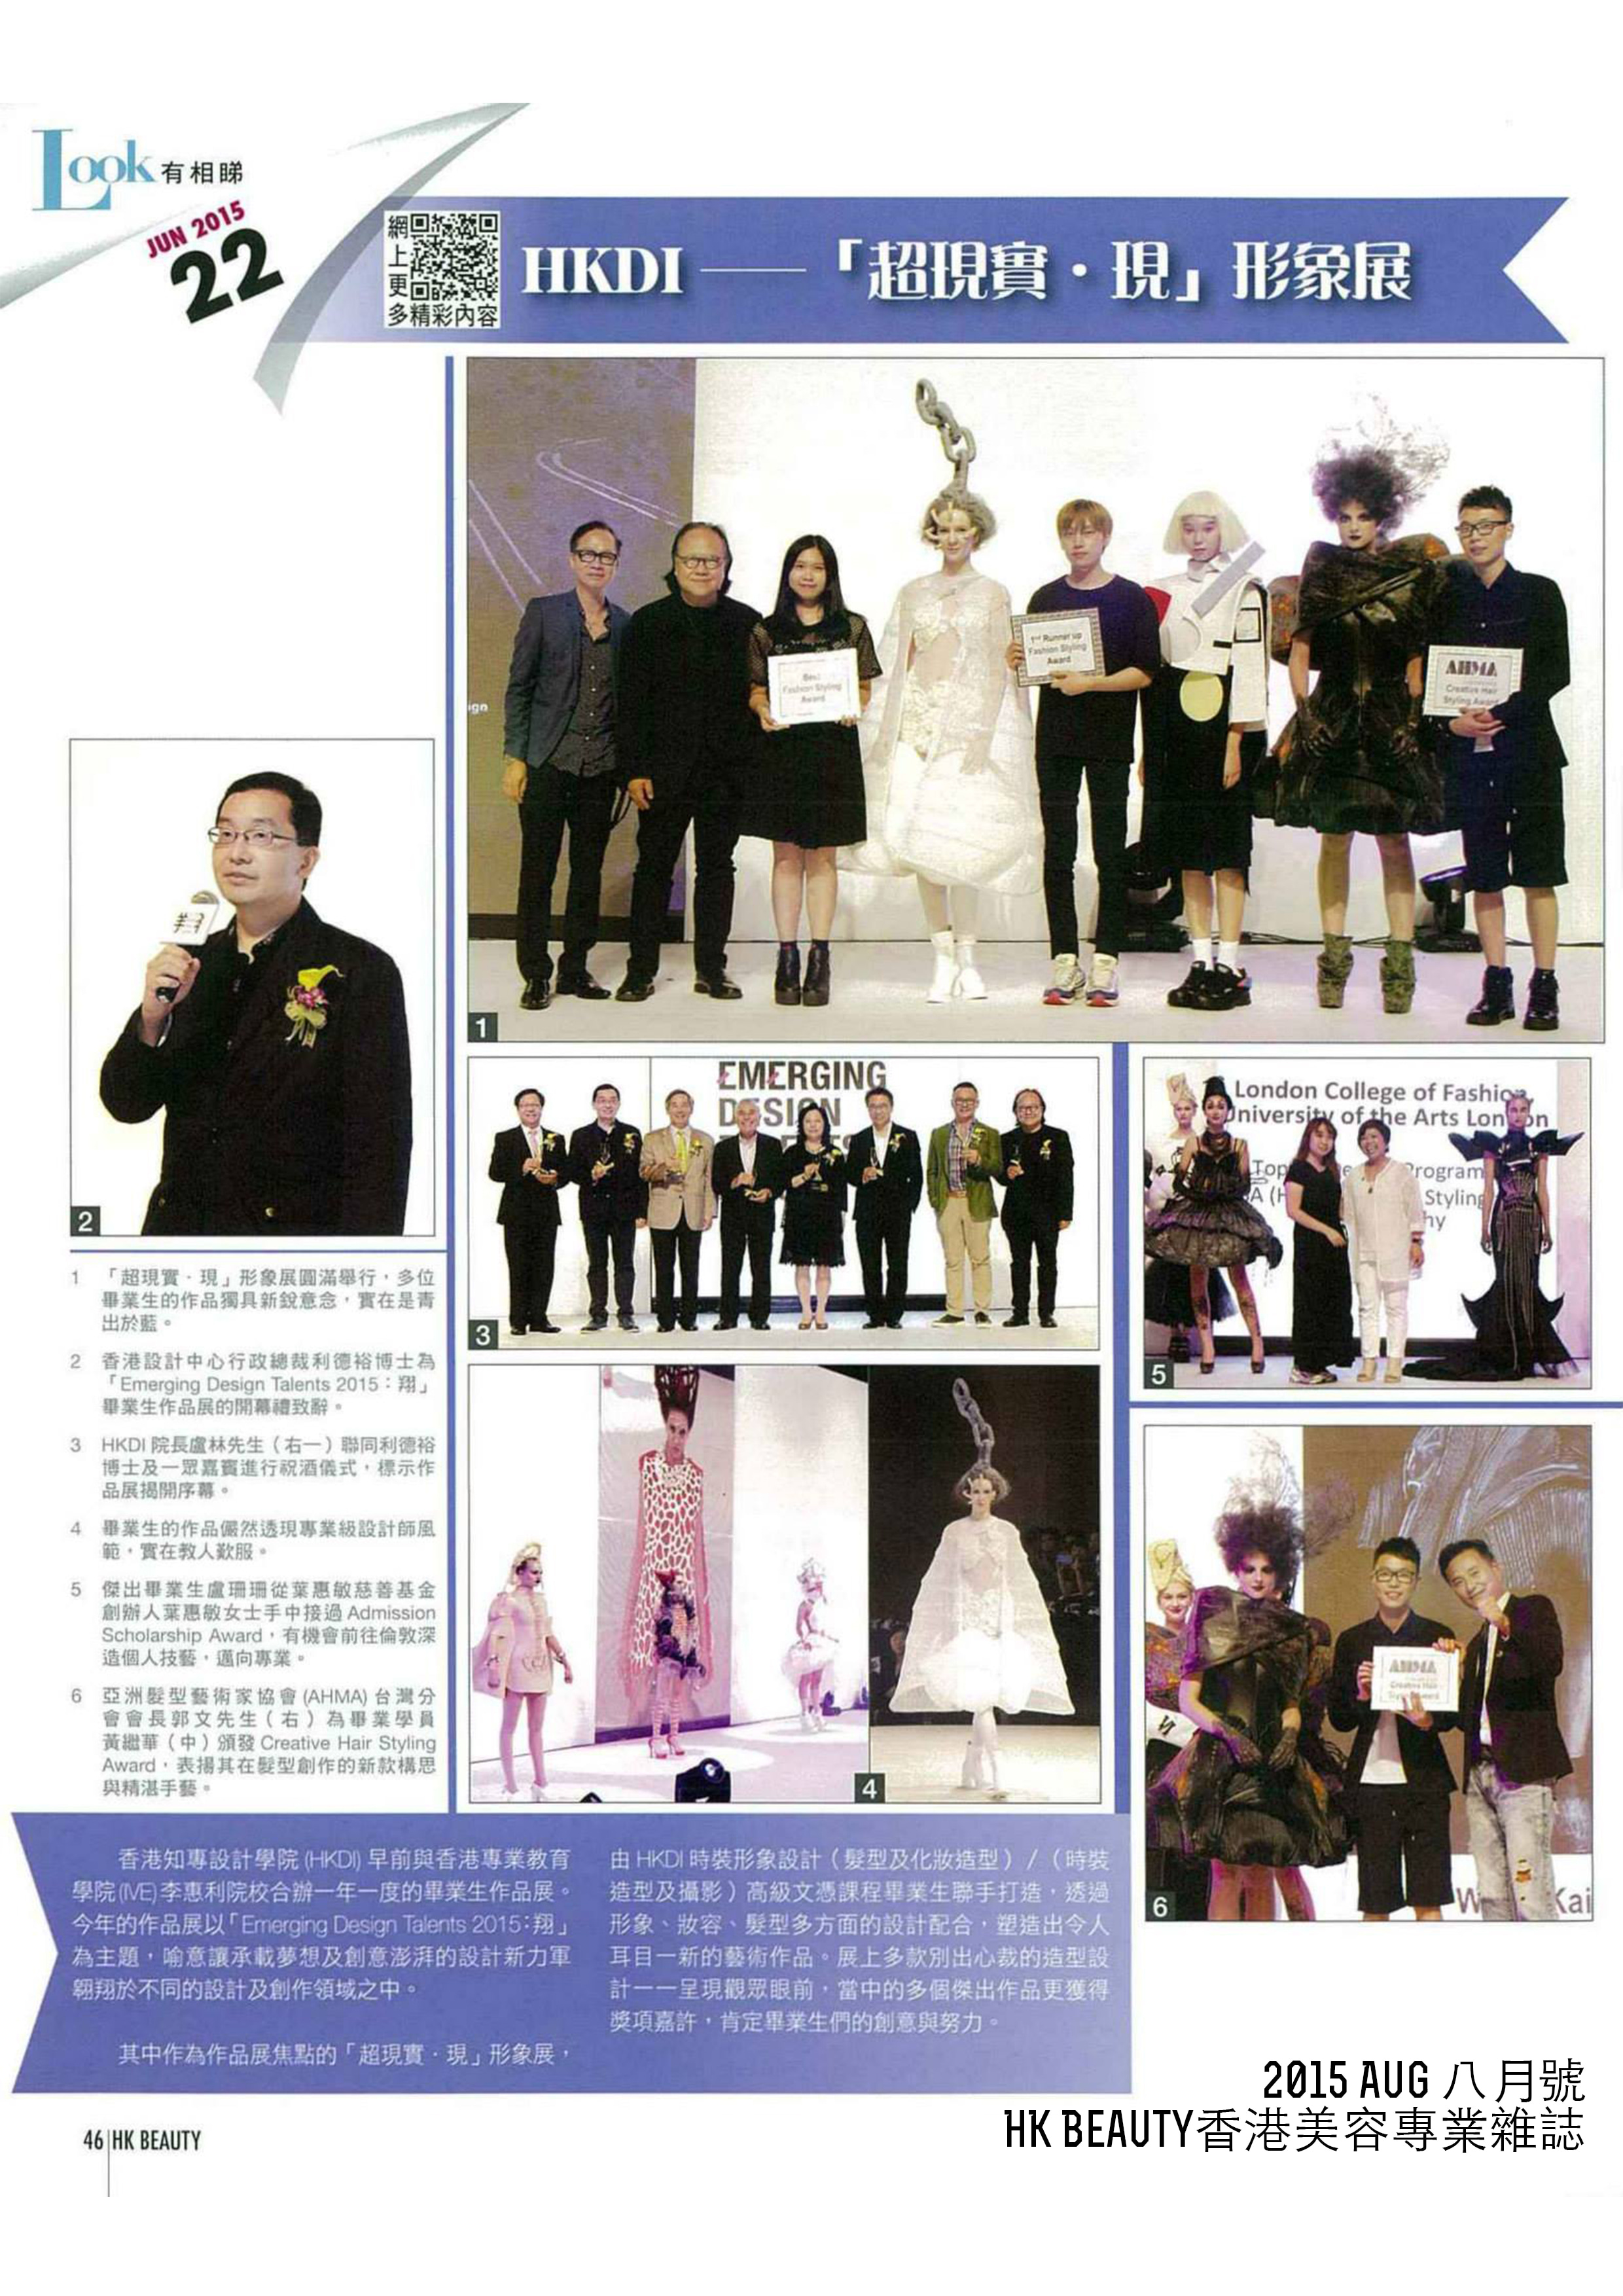 Look 有相睇
JUN 2015
22
網上更
多精彩內容
HKDI ——「超現實·現」形象展
Best
Fashion Styling
Award
1st Runner up
Fashion Styling
Award
AHMA
Creative Hair
Styling Award
ign
1
翔
2
EMERGING
DESIGN
3
London College of Fashion,
University of the Arts London
Top
Program
A (H
Styling
hy
5
4
AHMA
Creative Hair
Award
W
Kai
6
1 「超現實·現」形象展圓滿舉行，多位
畢業生的作品獨具新銳意念，實在是青
出於藍。
2 香港設計中心行政總裁利德裕博士為
「Emerging Design Talents 2015：翔」
畢業生作品展的開幕禮致辭。
3 HKDI 院長盧林先生（右一）聯同利德裕
博士及一眾嘉賓進行祝酒儀式，標示作
品展揭開序幕。
4 畢業生的作品儼然透現專業級設計師風
範，實在教人歎服。
5 傑出畢業生盧珊珊從葉惠敏慈善基金
創辦人葉惠敏女士手中接過 Admission
Scholarship Award，有機會前往倫敦深
造個人技藝，邁向專業。
6 亞洲髮型藝術家協會 (AHMA) 台灣分
會會長郭文先生（右）為畢業學員
黃繼華（中）頒發 Creative Hair Styling
Award，表揚其在髮型創作的新款構思
與精湛手藝。
香港知專設計學院 (HKDI) 早前與香港專業教育
學院 (IVE) 李惠利院校合辦一年一度的畢業生作品展。
今年的作品展以「Emerging Design Talents 2015：翔」
為主題，喻意讓承載夢想及創意澎湃的設計新力軍
翱翔於不同的設計及創作領域之中。
其中作為作品展焦點的「超現實·現」形象展，
由 HKDI 時裝形象設計（髮型及化妝造型）/（時裝
造型及攝影）高級文憑課程畢業生聯手打造，透過
形象、妝容、髮型多方面的設計配合，塑造出令人
耳目一新的藝術作品。展上多款別出心裁的造型設
計一一呈現觀眾眼前，當中的多個傑出作品更獲得
獎項嘉許，肯定畢業生們的創意與努力。
2015 AUG 八月號
HK BEAUTY香港美容專業雜誌
46 | HK BEAUTY